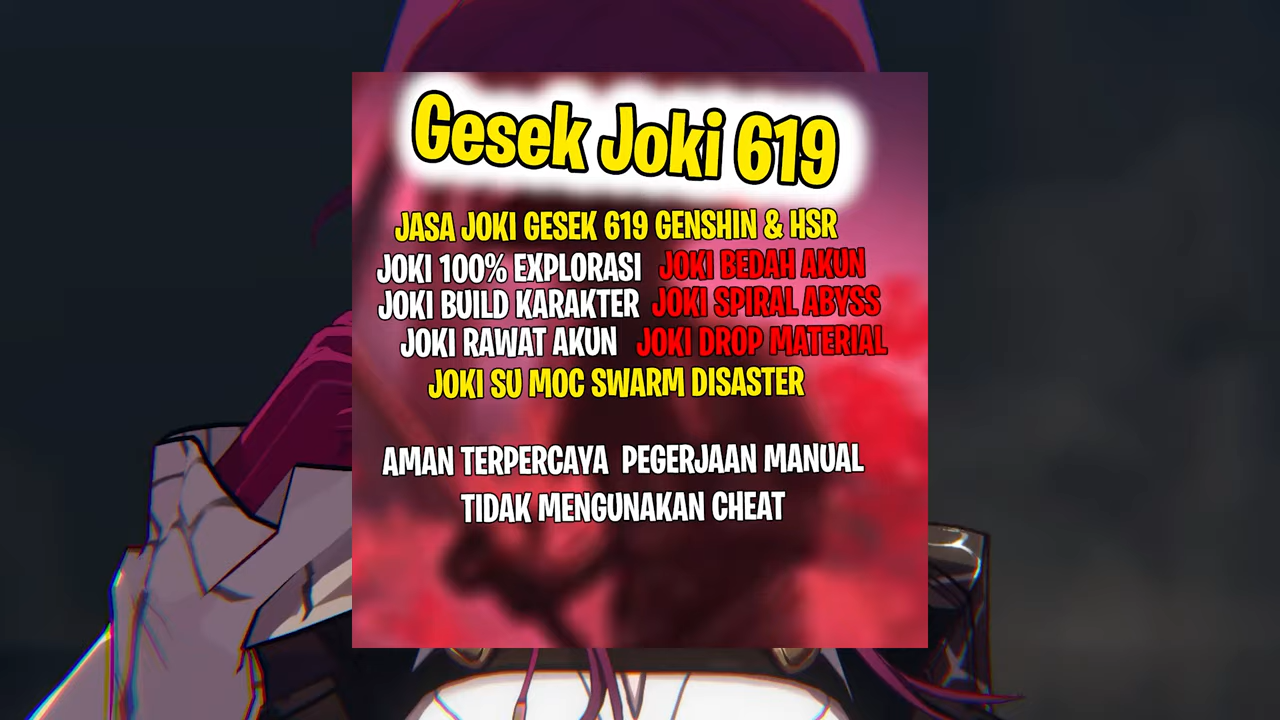 Gesek Joki 619
JASA JOKI GESEK 619 GENSHIN & HSR
JOKI 100% EXPLORASI JOKI BEDAH AKUN
JOKI BUILD KARAKTER JOKI SPIRAL ABYSS
JOKI RAWAT AKUN JOKI DROP MATERIAL
JOKI SU MOC SWARM DISASTER
AMAN TERPERCAYA PEGERJAAN MANUAL
TIDAK MENGUNAKAN CHEAT